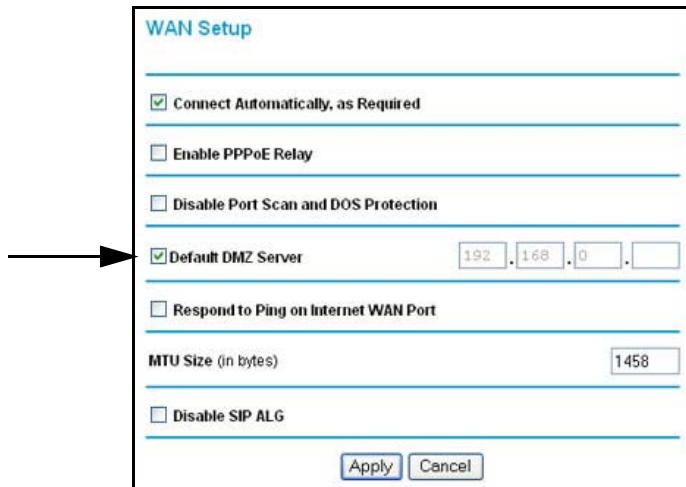 WAN Setup
Connect Automatically, as Required
Enable PPPoE Relay
Disable Port Scan and DOS Protection
Default DMZ Server 192 . 168 . 0 .
Respond to Ping on Internet WAN Port
MTU Size (in bytes) 1458
Disable SIP ALG
Apply Cancel